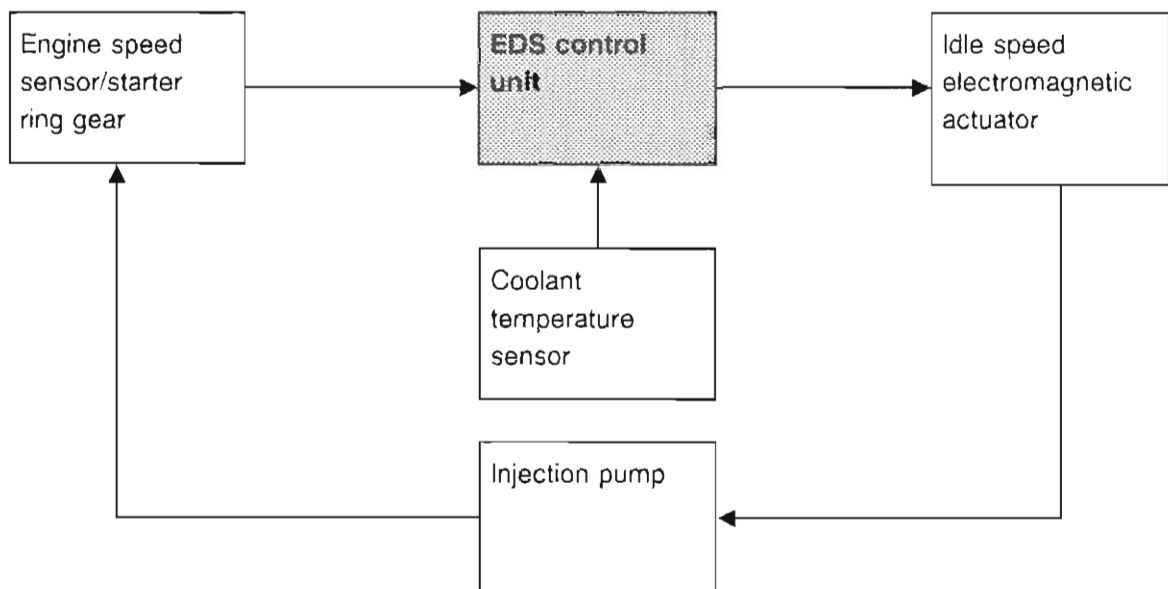 Engine speed
sensor/starter
ring gear
EDS control
unit
Idle speed
electromagnetic
actuator
Coolant
temperature
sensor
Injection pump